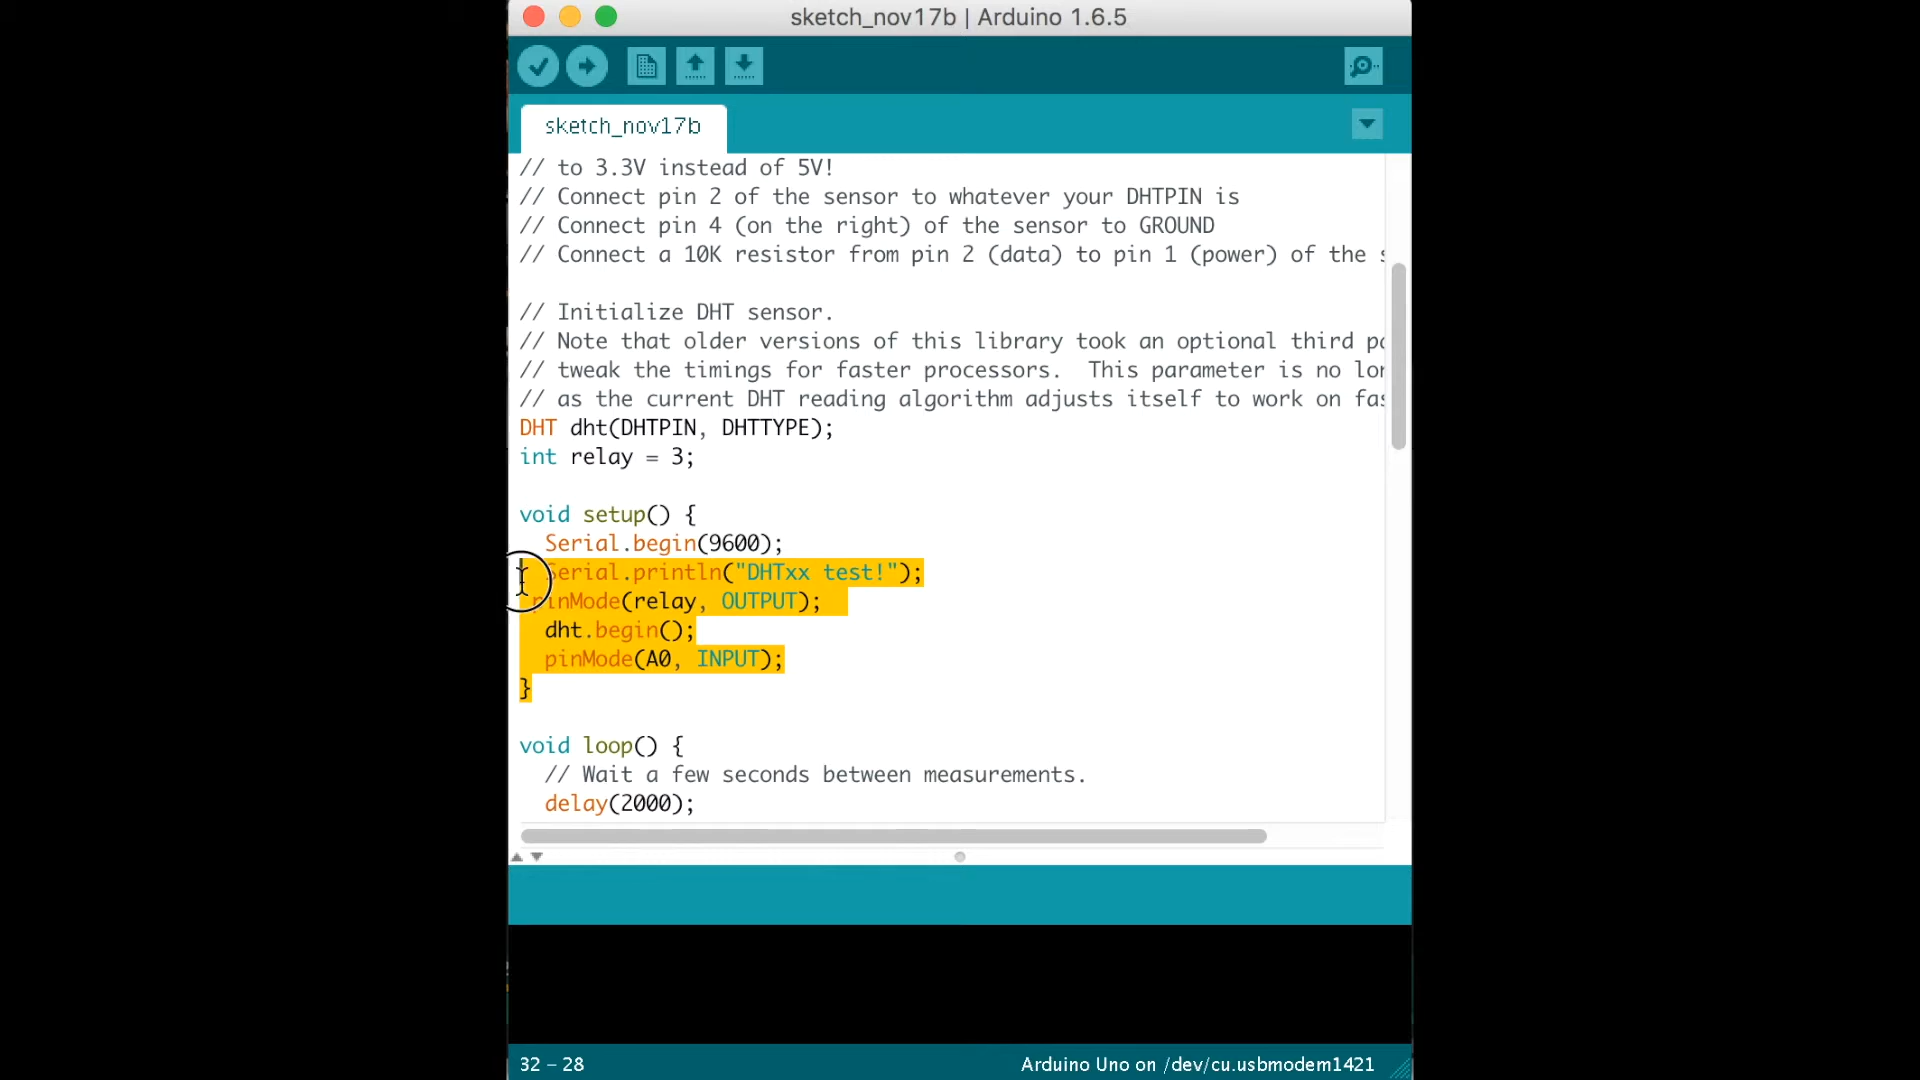 sketch_nov17b | Arduino 1.6.5
sketch_nov17b
// to 3.3V instead of 5V!
// Connect pin 2 of the sensor to whatever your DHTPIN is
// Connect pin 4 (on the right) of the sensor to GROUND
// Connect a 10K resistor from pin 2 (data) to pin 1 (power) of the
// Initialize DHT sensor.
// Note that older versions of this library took an optional third
// tweak the timings for faster processors.  This parameter is no
// as the current DHT reading algorithm adjusts itself to work on
DHT dht(DHTPIN, DHTTYPE);
int relay = 3;
void setup() {
  Serial.begin(9600);
  Serial.println("DHTxx test!");
 pinMode(relay, OUTPUT);
  dht.begin();
  pinMode(A0, INPUT);
}
void loop() {
  // Wait a few seconds between measurements.
  delay(2000);
32 – 28
Arduino Uno on /dev/cu.usbmodem1421